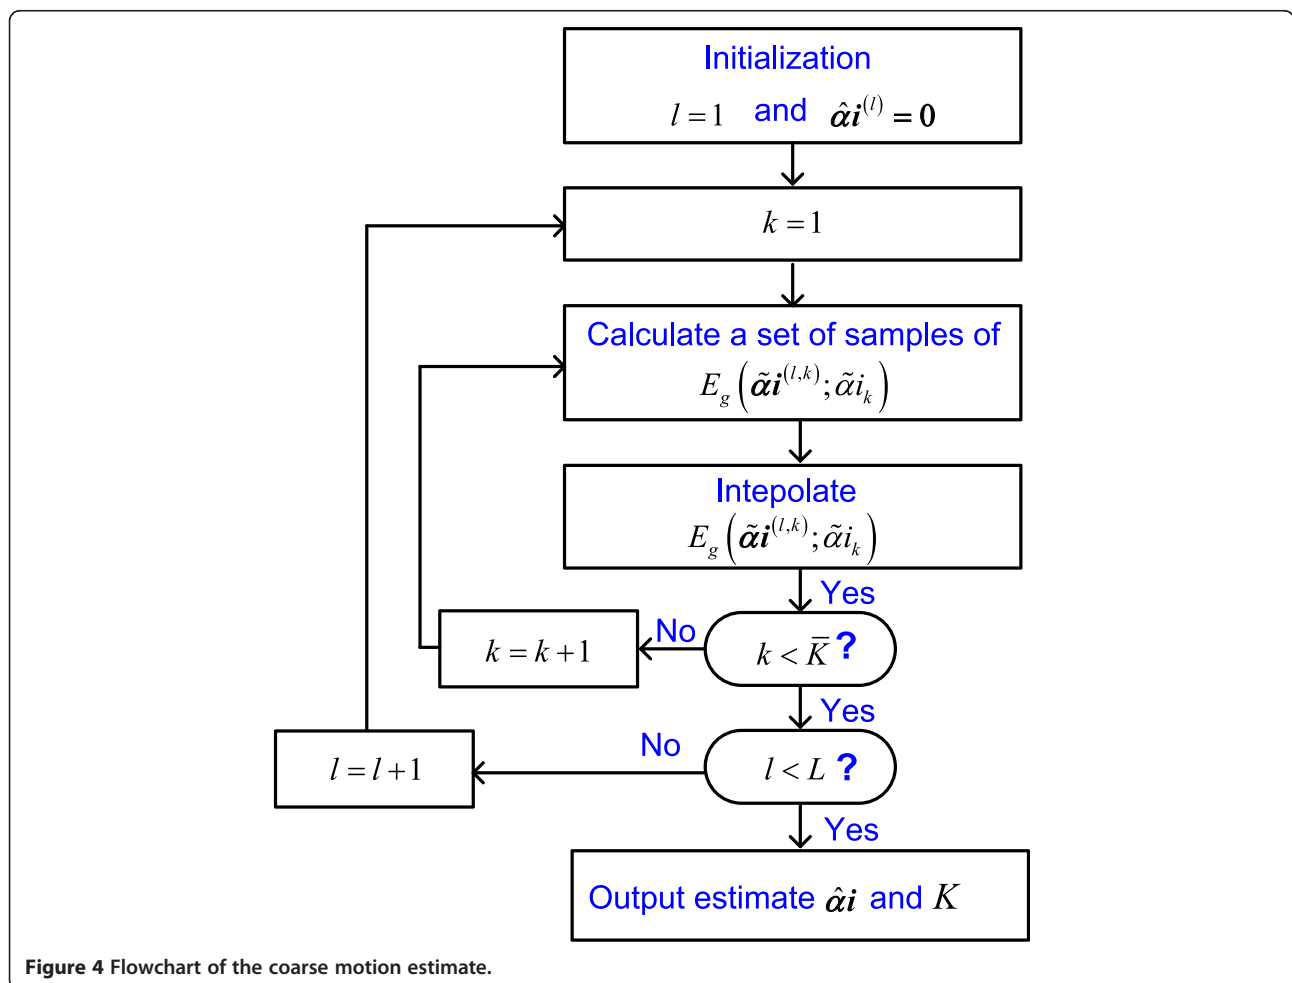 Initialization
l = 1 and α̂i^(l) = 0
k = 1
Calculate a set of samples of
E_g(α̃i^(l,k); α̃i_k)
Intepolate
E_g(α̃i^(l,k); α̃i_k)
Yes
k < K̄ ?
No
k = k + 1
Yes
l < L ?
No
l = l + 1
Yes
Output estimate α̂i and K
Figure 4 Flowchart of the coarse motion estimate.